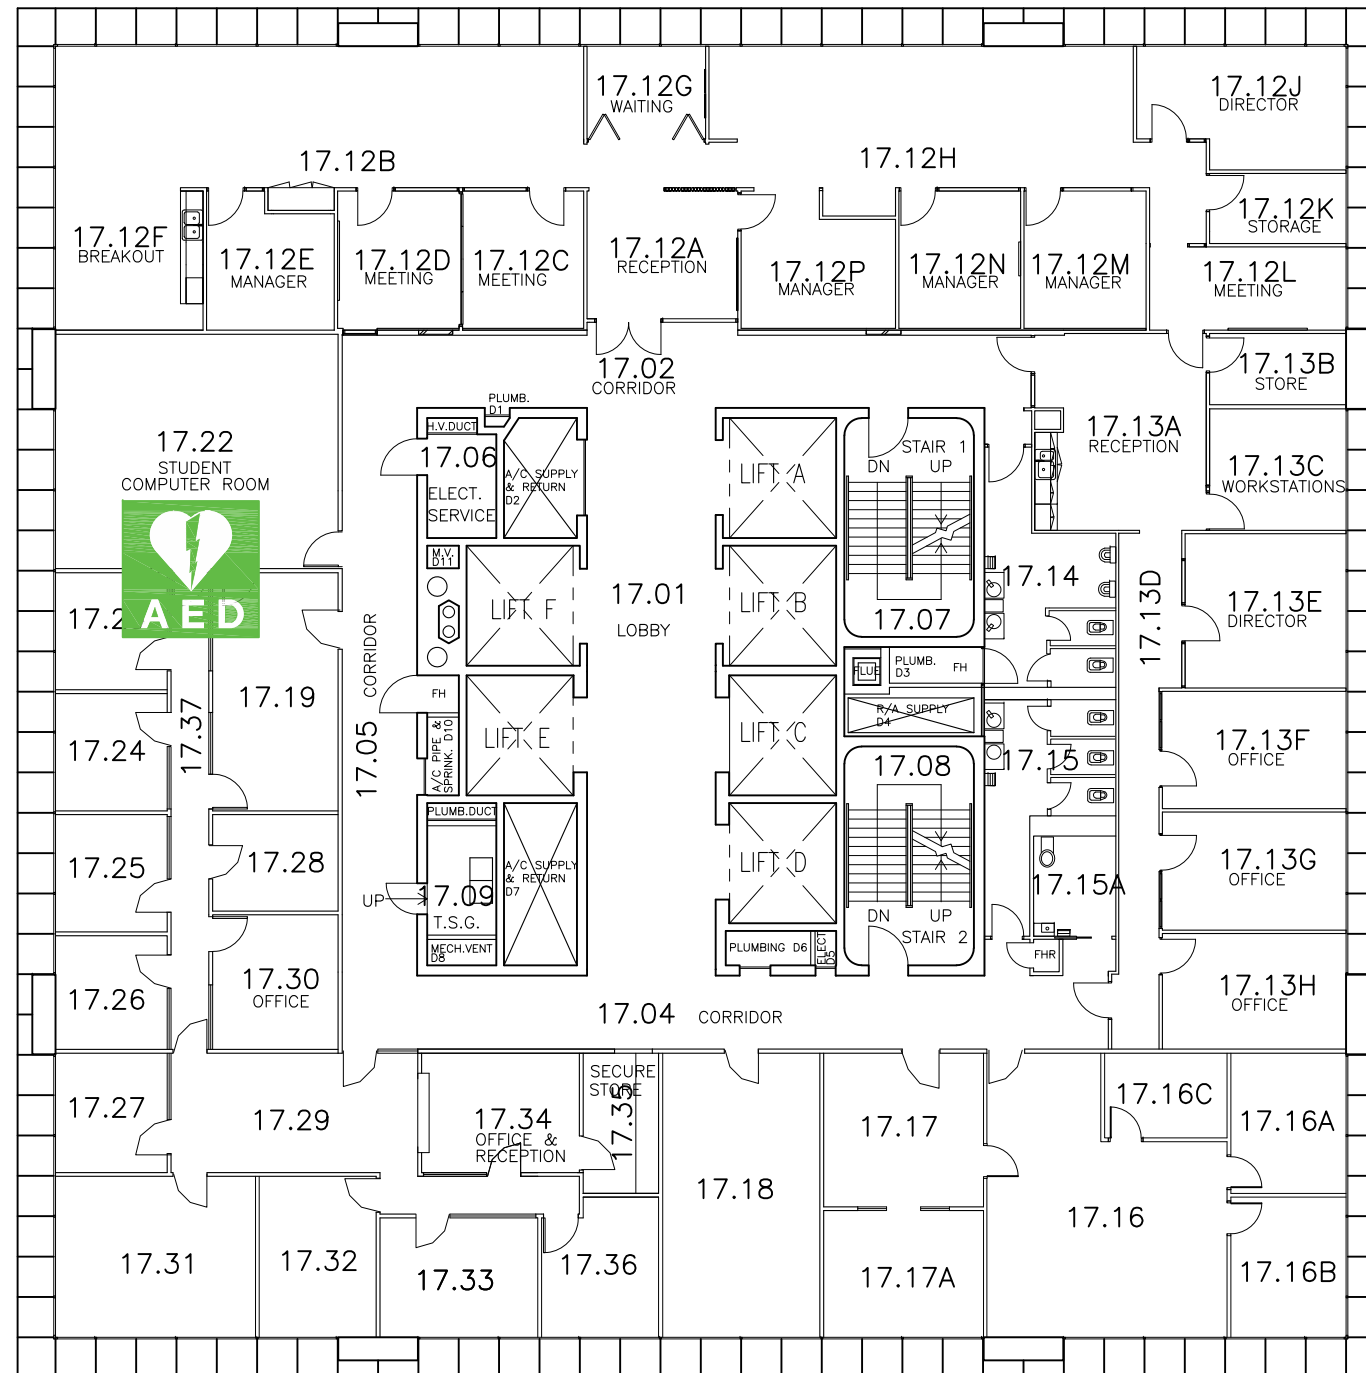 17.12G
WAITING
17.12J
DIRECTOR
17.12B
17.12H
17.12F
BREAKOUT
17.12E
MANAGER
17.12D
MEETING
17.12C
MEETING
17.12A
RECEPTION
17.12P
MANAGER
17.12N
MANAGER
17.12M
MANAGER
17.12K
STORAGE
17.12L
MEETING
17.02
CORRIDOR
17.13B
STORE
17.22
STUDENT
COMPUTER ROOM
PLUMB.
D1
H.V.DUCT
17.06
ELECT.
SERVICE
A/C SUPPLY
& RETURN
D2
LIFT A
STAIR 1
DN
UP
17.13A
RECEPTION
17.13C
WORKSTATIONS
AED
M.V.
D11
LIFT F
17.01
LOBBY
LIFT B
17.07
17.14
17.13D
17.13E
DIRECTOR
17.19
CORRIDOR
17.05
FH
FLUE
PLUMB.
D3
FH
R/A SUPPLY
D4
17.24
17.37
A/C PIPE &
SPRINK. D10
LIFT E
LIFT C
17.08
17.15
17.13F
OFFICE
17.25
17.28
PLUMB.DUCT
UP
17.09
T.S.G.
MECH.VENT
D8
A/C SUPPLY
& RETURN
D7
LIFT D
DN
UP
STAIR 2
17.15A
17.13G
OFFICE
PLUMBING D6
ELECT
D5
FHR
17.26
17.30
OFFICE
17.04 CORRIDOR
17.13H
OFFICE
17.27
17.29
17.34
OFFICE &
RECEPTION
SECURE
STORE
17.35
17.17
17.16C
17.16A
17.18
17.16
17.31
17.32
17.33
17.36
17.17A
17.16B